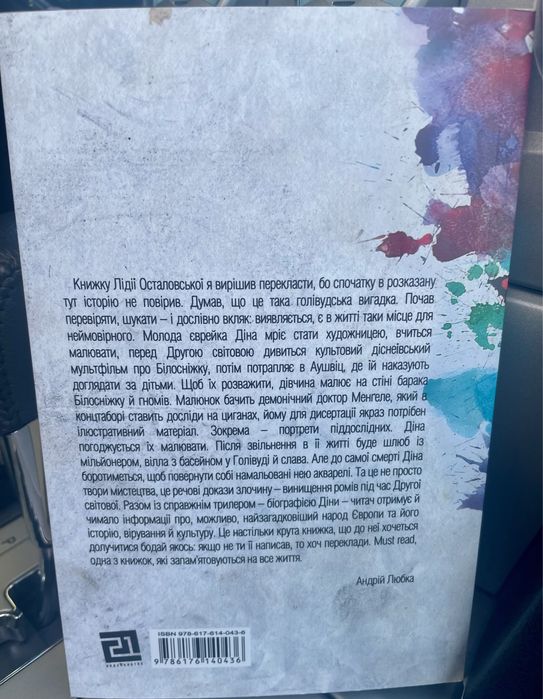 Книжку Лідії Осталовської я вирішив перекласти, бо спочатку в розказану
тут історію не повірив. Думав, що це така голівудська вигадка. Почав
перевіряти, шукати – і дослівно вкляк: виявляється, є в житті таки місце для
неймовірного. Молода єврейка Діна мріє стати художницею, вчиться
малювати, перед Другою світовою дивиться культовий діснеївський
мультфільм про Білосніжку, потім потрапляє в Аушвіц, де їй наказують
доглядати за дітьми. Щоб їх розважити, дівчина малює на стіні барака
Білосніжку й гномів. Малюнок бачить демонічний доктор Менґеле, який в
концтаборі ставить досліди на циганах, йому для дисертації якраз потрібен
ілюстративний матеріал. Зокрема – портрети піддослідних. Діна
погоджується їх малювати. Після звільнення в її житті буде шлюб із
мільйонером, вілла з басейном у Голівуді й слава. Але до самої смерті Діна
боротиметься, щоб повернути собі намальовані нею акварелі. Та це не просто
твори мистецтва, це речові докази злочину – винищення ромів під час Другої
світової. Разом із справжнім трилером – біографією Діни – читач отримує й
чимало інформації про, можливо, найзагадковіший народ Європи та його
історію, вірування й культуру. Це настільки крута книжка, що до неї хочеться
долучитися бодай якось: якщо не ти її написав, то хоч переклади. Must read,
одна з книжок, які запам'ятовуються на все життя.
Андрій Любка
21
ISBN 978-617-614-043-6
9 786176 140436